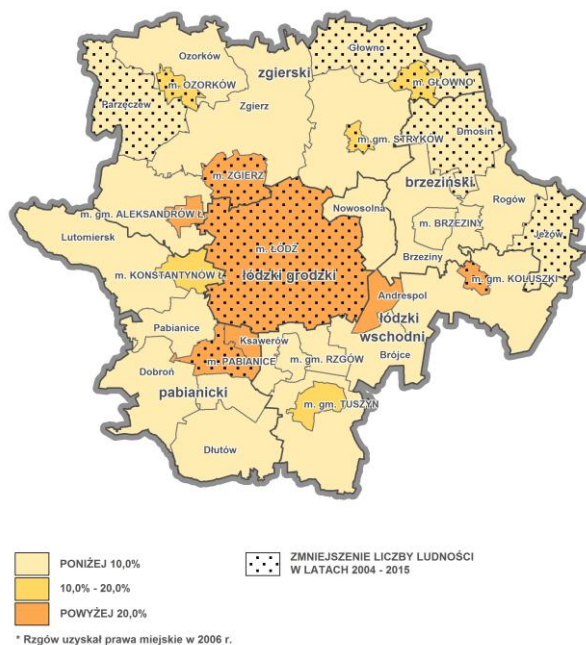 Ozorków
Głowno
zgierski
m. OZORKÓW
m. GŁOWNO
Parzęczew
Zgierz
Dmosin
m. gm. STRYKÓW
m. ZGIERZ
brzeziński
Nowosolna
Rogów
m. gm. ALEKSANDRÓW Ł.
m. BRZEZINY
Jeżów
Lutomiersk
m. ŁÓDŹ
Brzeziny
łódzki grodzki
m. KONSTANTYNÓW Ł.
m. gm. KOLUSZKI
Andrespol
łódzki
wschodni
Pabianice
Ksawerów
Brójce
m. gm. RZGÓW
m. PABIANICE
Dobroń
pabianicki
m. gm. TUSZYN
Dłutów
PONIŻEJ 10,0%
10,0% - 20,0%
POWYŻEJ 20,0%
ZMNIEJSZENIE LICZBY LUDNOŚCI
W LATACH 2004 - 2015
* Rzgów uzyskał prawa miejskie w 2006 r.